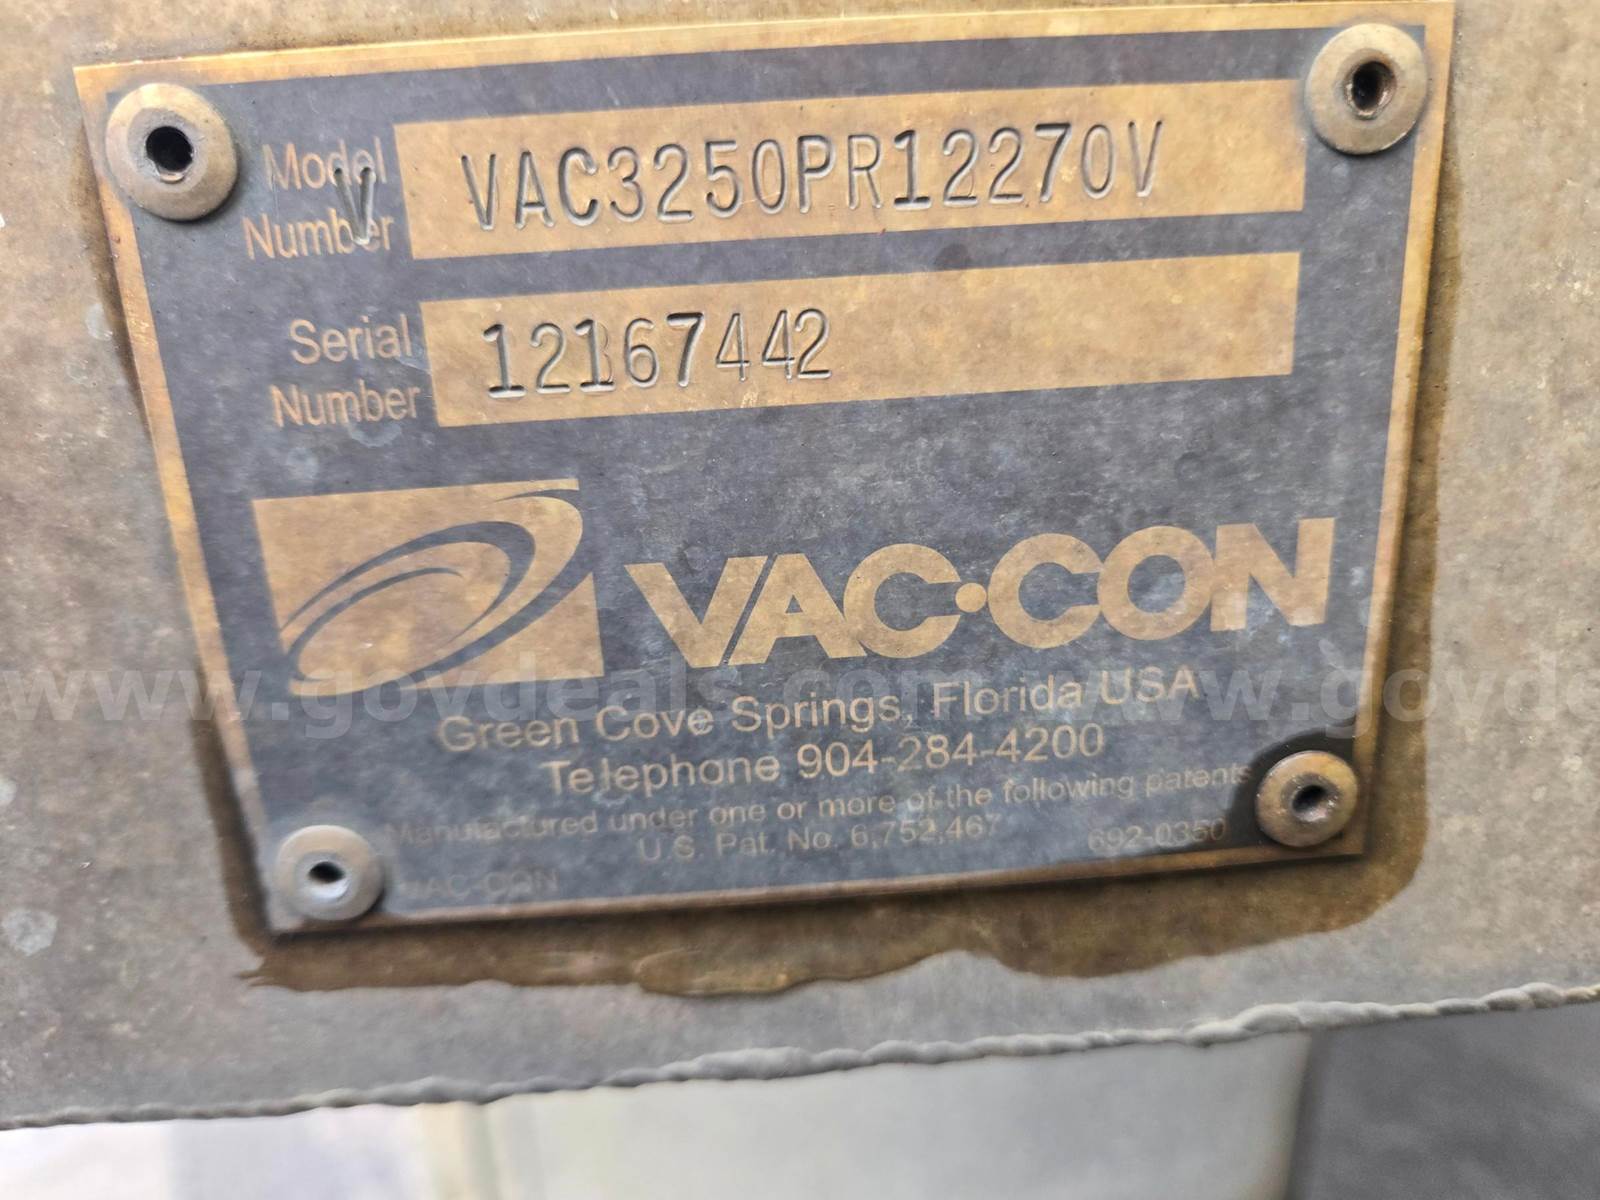 Model
Number
V
VAC3250PR12270V
Serial
Number
12167442
VAC·CON
Green Cove Springs, Florida USA
Telephone 904-284-4200
Manufactured under one or more of the following patents
U.S. Pat. No. 6,752,467
692-0350
VAC-CON
www.govdeals.com www.govde